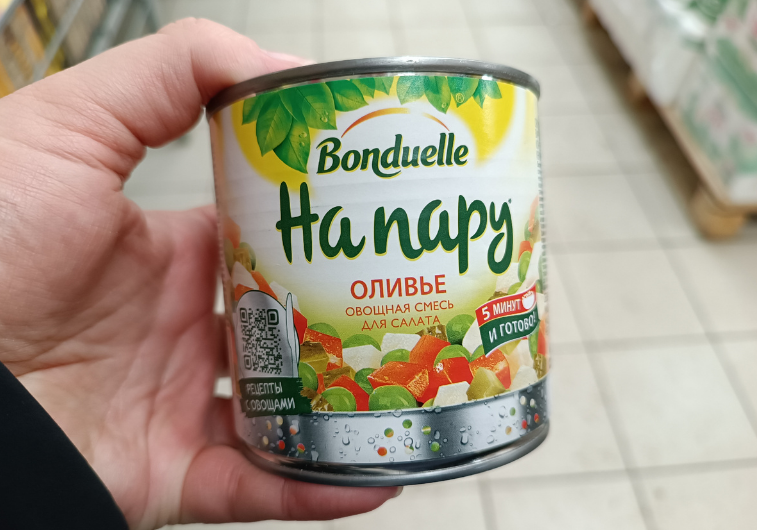 Bonduelle
На пару
ОЛИВЬЕ
ОВОЩНАЯ СМЕСЬ
ДЛЯ САЛАТА
5 МИНУТ
И ГОТОВО!
РЕЦЕПТЫ
С ОВОЩАМИ